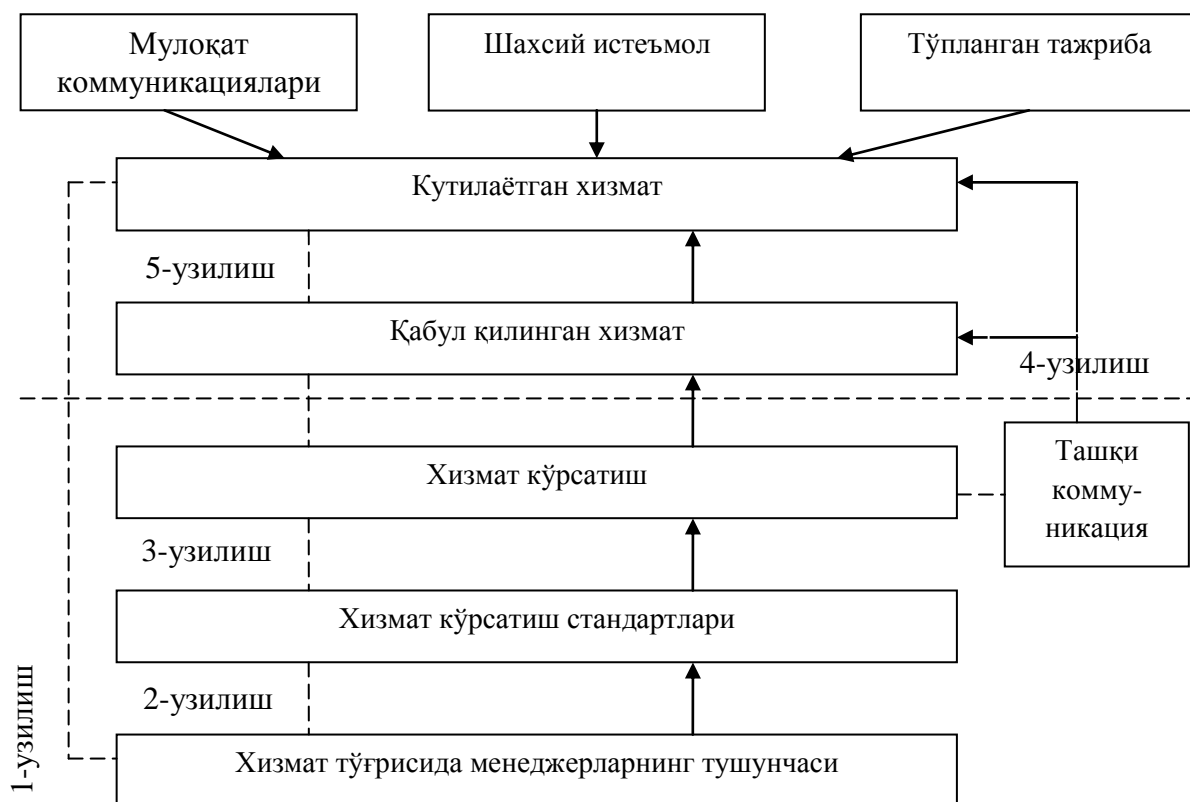 Мулоқат
коммуникациялари
Шахсий истеъмол
Тўпланган тажриба
Кутилаётган хизмат
5-узилиш
Қабул қилинган хизмат
4-узилиш
Хизмат кўрсатиш
Ташқи
комму-
никация
3-узилиш
Хизмат кўрсатиш стандартлари
2-узилиш
1-узилиш
Хизмат тўғрисида менеджерларнинг тушунчаси